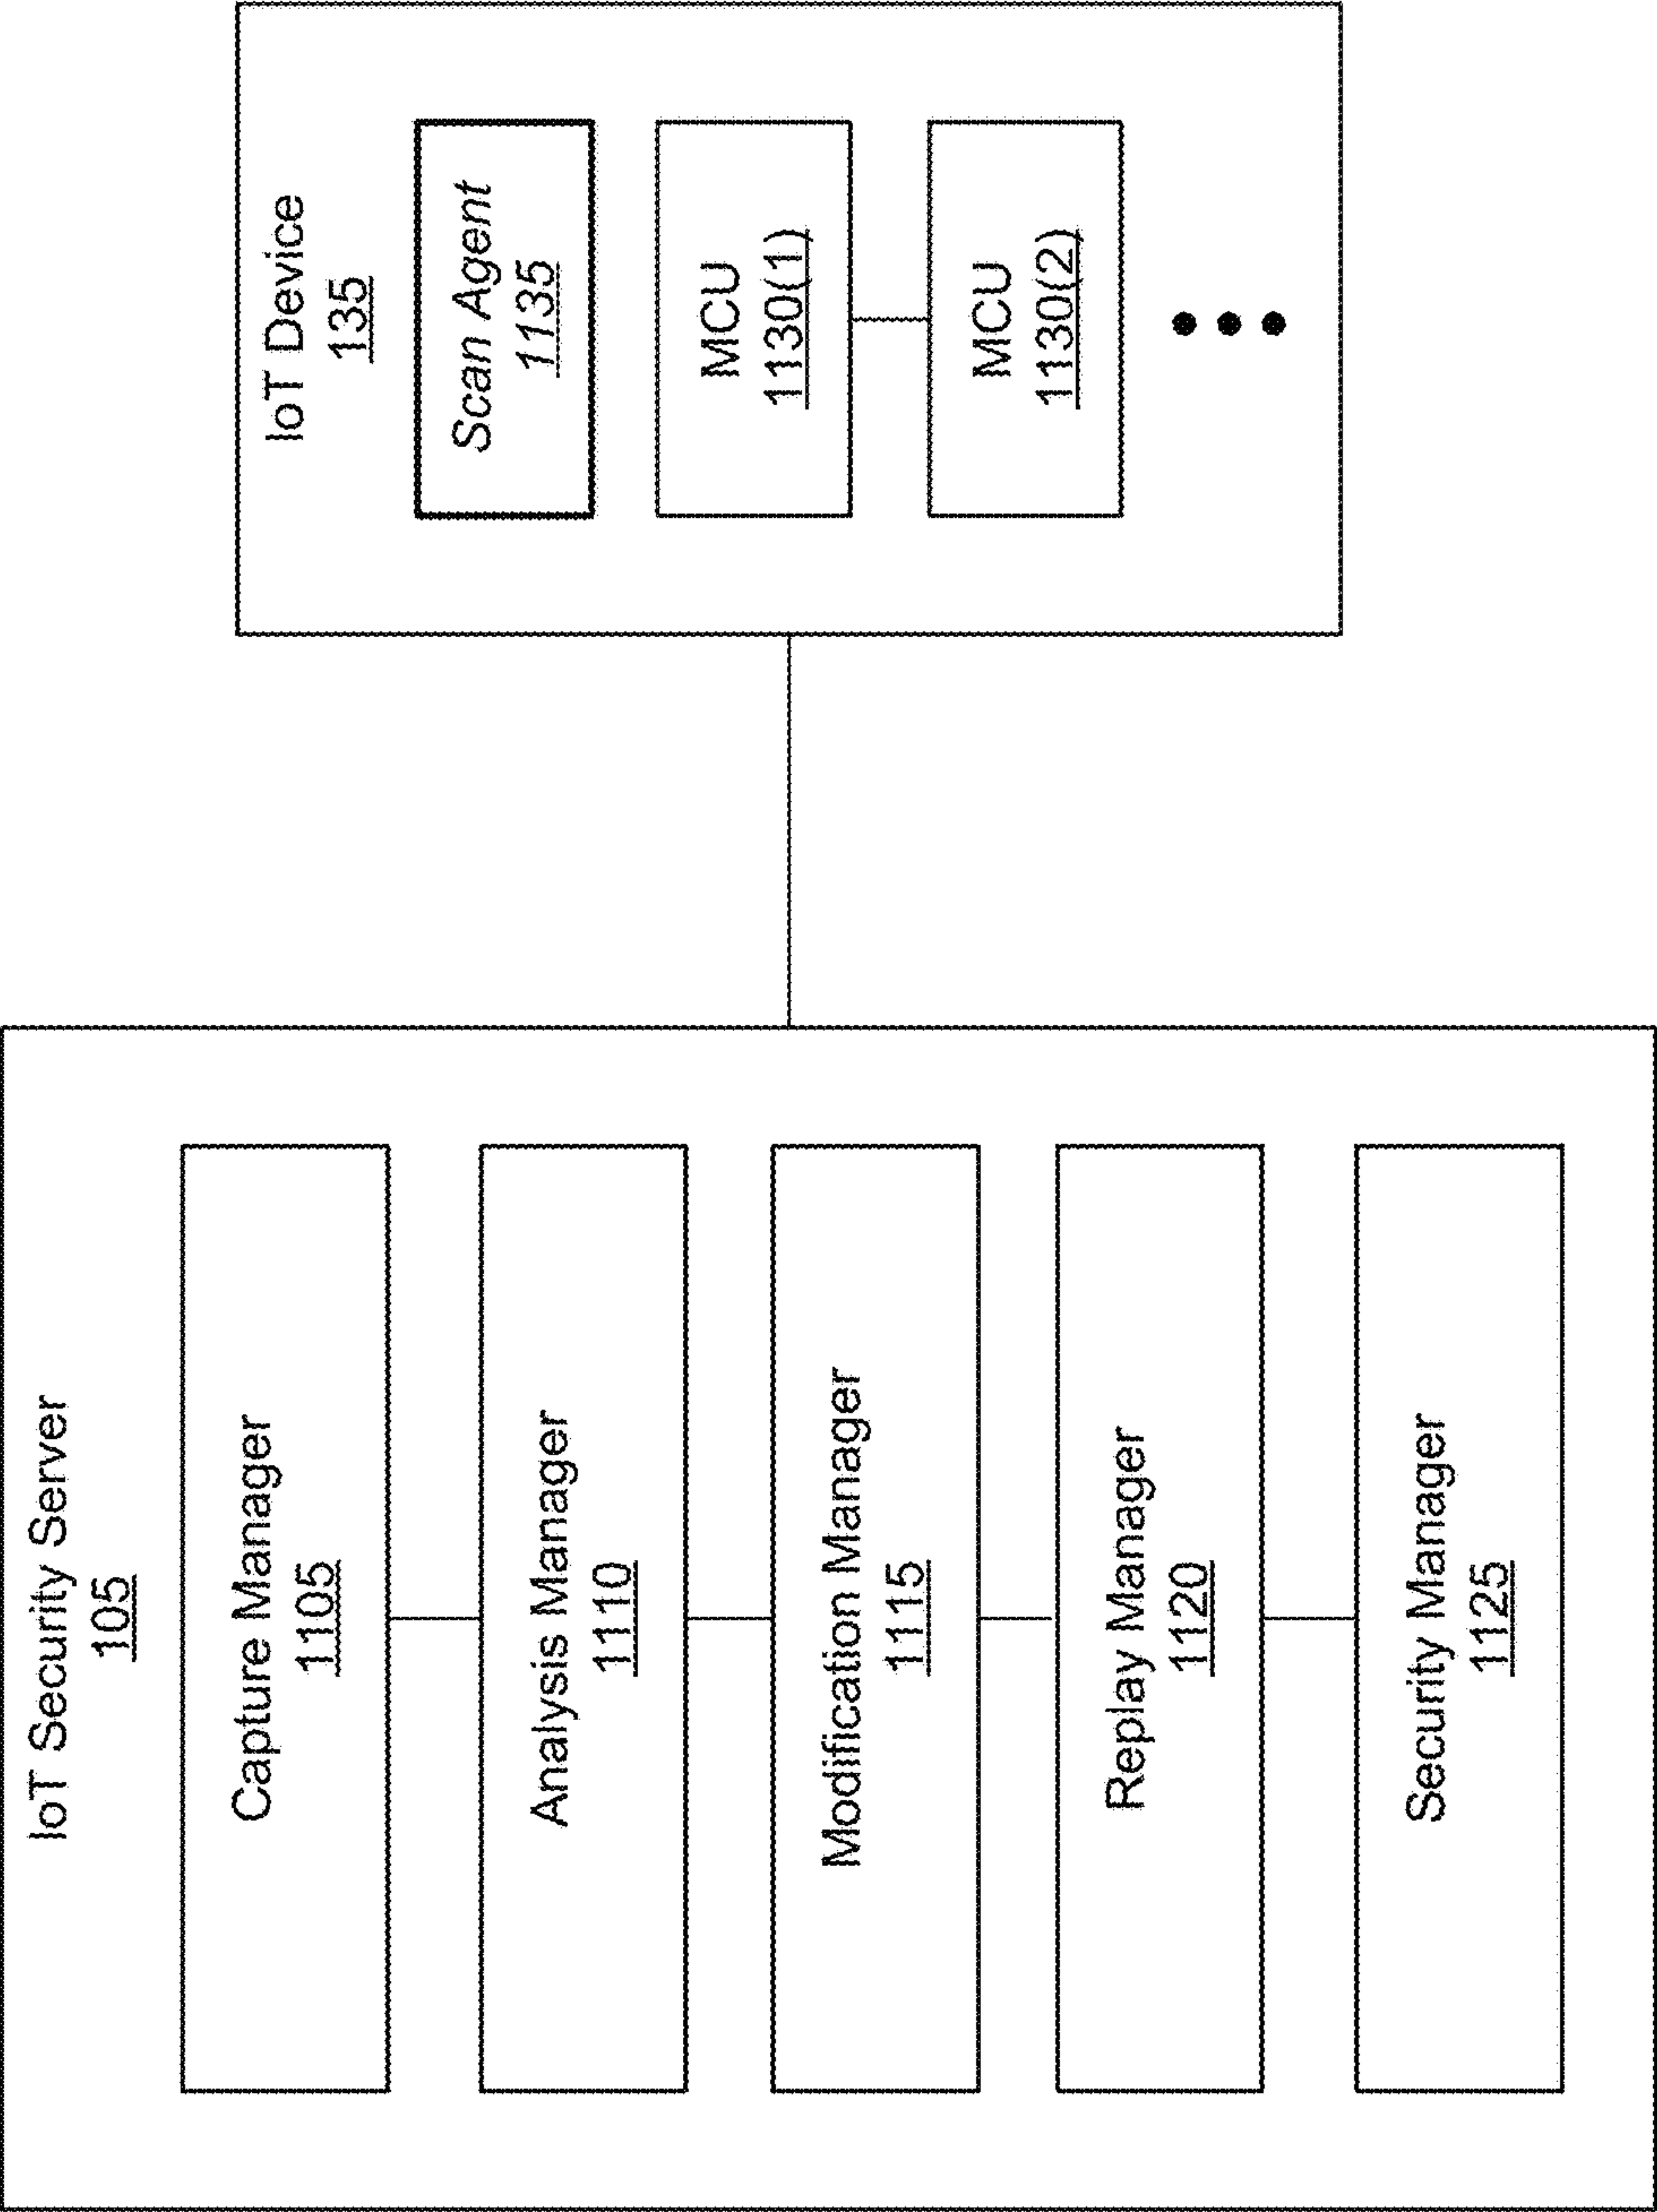 IoT Security Server
105
Capture Manager
1105
Analysis Manager
1110
Modification Manager
1115
Replay Manager
1120
Security Manager
1125
IoT Device
135
Scan Agent
1135
MCU
1130(1)
MCU
1130(2)